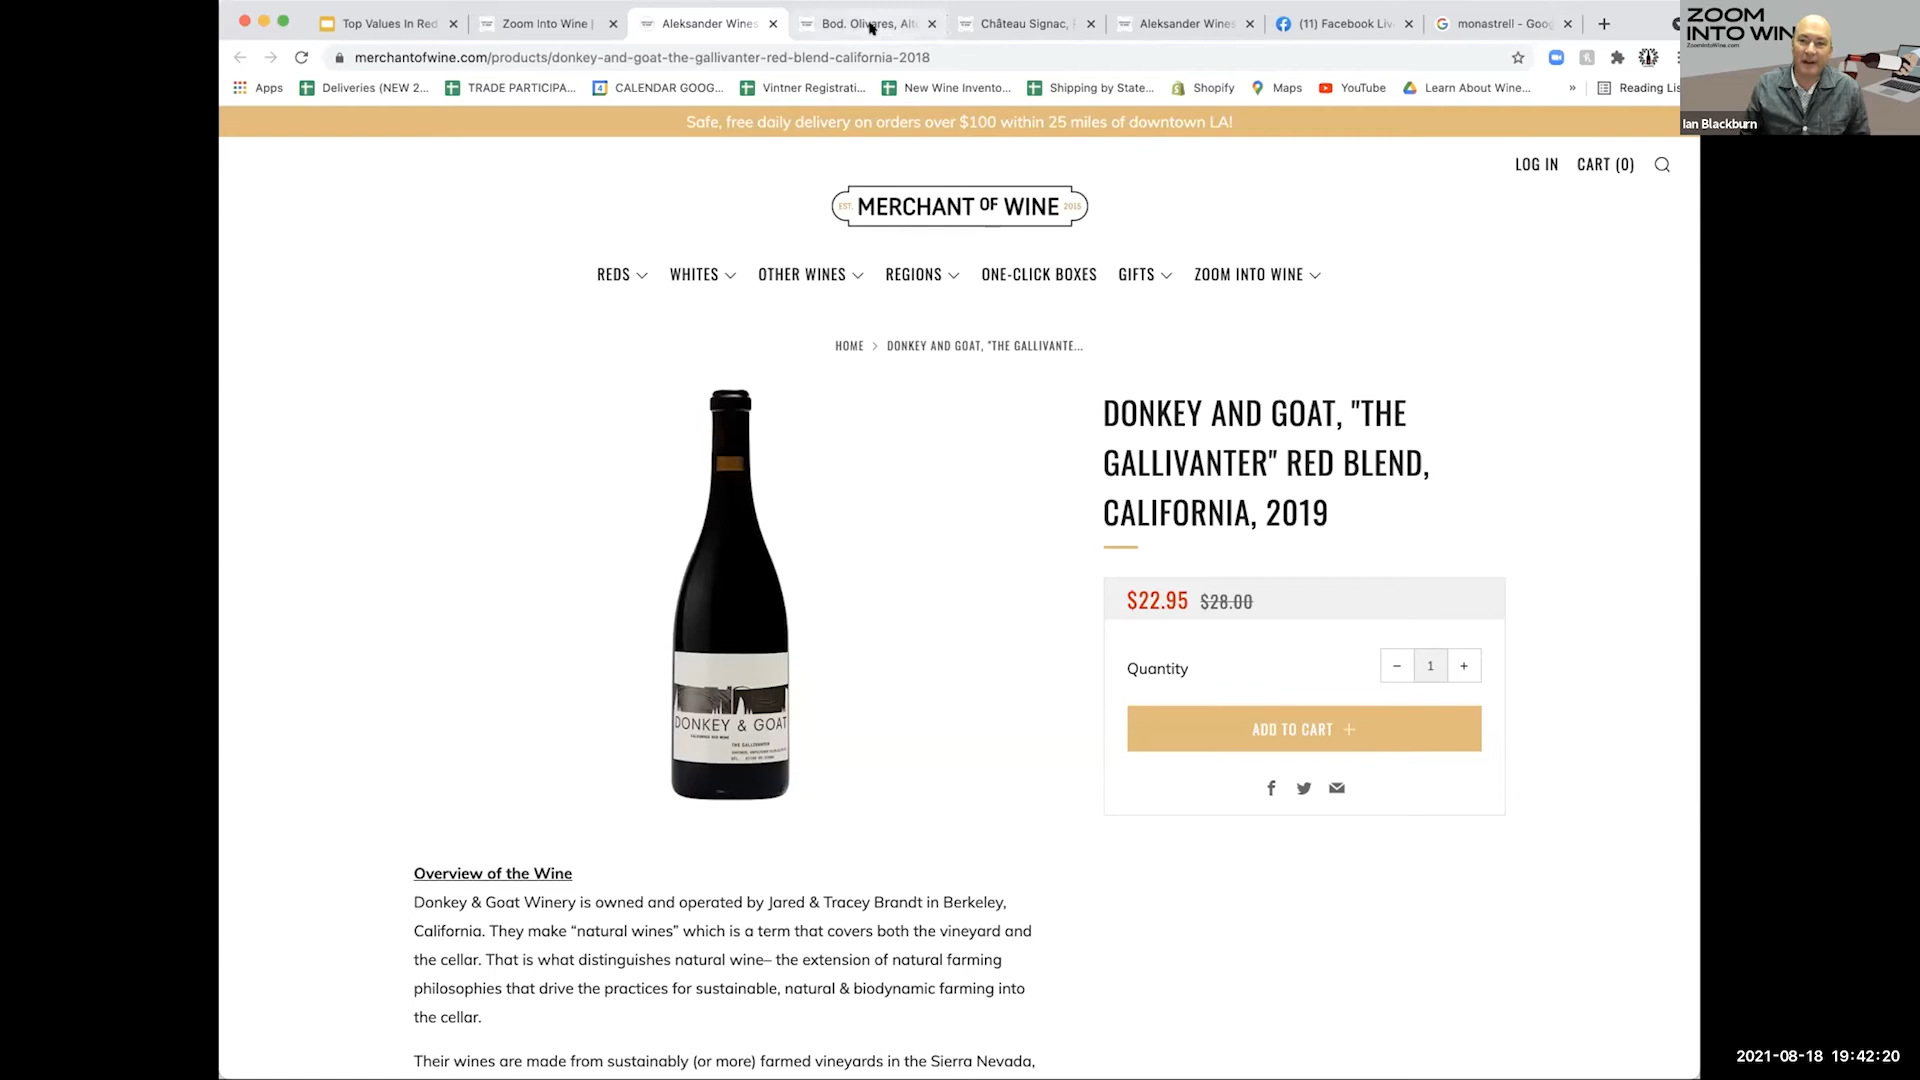 Top Values In Red
Zoom Into Wine |
Aleksander Wines
Bod. Olivares, Alto
Château Signac,
Aleksander Wines
(11) Facebook Liv
monastrell - Goog
merchantofwine.com/products/donkey-and-goat-the-gallivanter-red-blend-california-2018
Apps
Deliveries (NEW 2...
TRADE PARTICIPA...
CALENDAR GOOG...
Vintner Registrati...
New Wine Invento...
Shipping by State...
Shopify
Maps
YouTube
Learn About Wine...
»
Reading Lis
ZOOM
INTO WIN
ZoomIntoWine.com
Ian Blackburn
Safe, free daily delivery on orders over $100 within 25 miles of downtown LA!
LOG IN
CART (0)
EST. MERCHANT OF WINE 2015
REDS
WHITES
OTHER WINES
REGIONS
ONE-CLICK BOXES
GIFTS
ZOOM INTO WINE
HOME > DONKEY AND GOAT, "THE GALLIVANTE...
DONKEY & GOAT
CALIFORNIA RED WINE
THE GALLIVANTER
DONKEY AND GOAT, "THE
GALLIVANTER" RED BLEND,
CALIFORNIA, 2019
$22.95 $28.00
Quantity
− 1 +
ADD TO CART +
Overview of the Wine
Donkey & Goat Winery is owned and operated by Jared & Tracey Brandt in Berkeley,
California. They make “natural wines” which is a term that covers both the vineyard and
the cellar. That is what distinguishes natural wine– the extension of natural farming
philosophies that drive the practices for sustainable, natural & biodynamic farming into
the cellar.
Their wines are made from sustainably (or more) farmed vineyards in the Sierra Nevada,
2021-08-18 19:42:20